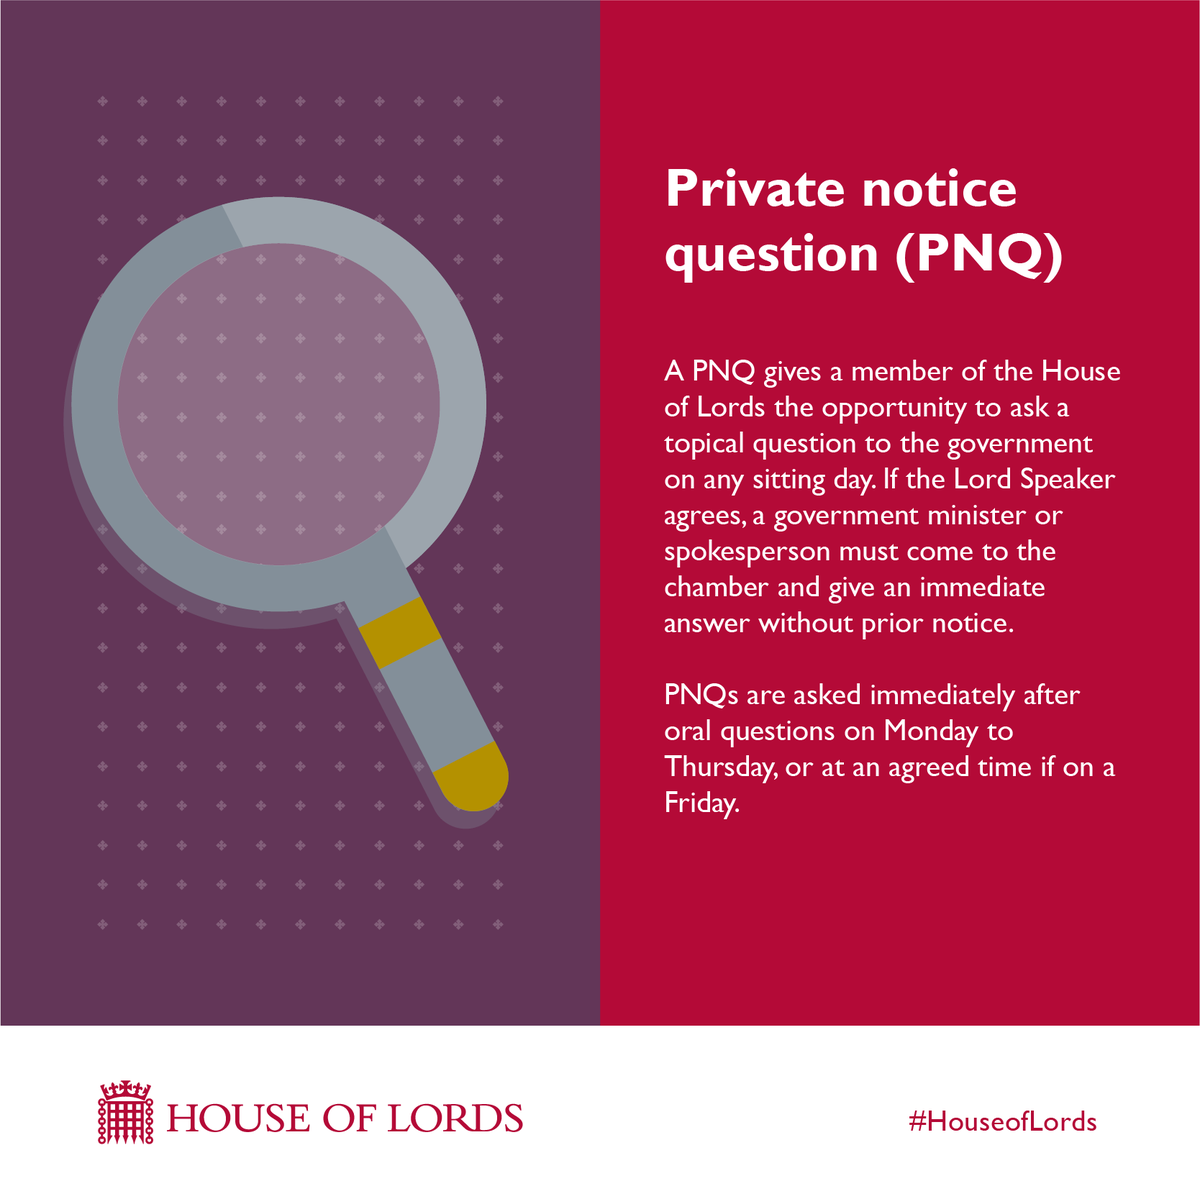 Private notice
question (PNQ)
A PNQ gives a member of the House
of Lords the opportunity to ask a
topical question to the government
on any sitting day. If the Lord Speaker
agrees, a government minister or
spokesperson must come to the
chamber and give an immediate
answer without prior notice.
PNQs are asked immediately after
oral questions on Monday to
Thursday, or at an agreed time if on a
Friday.
HOUSE OF LORDS
#HouseofLords